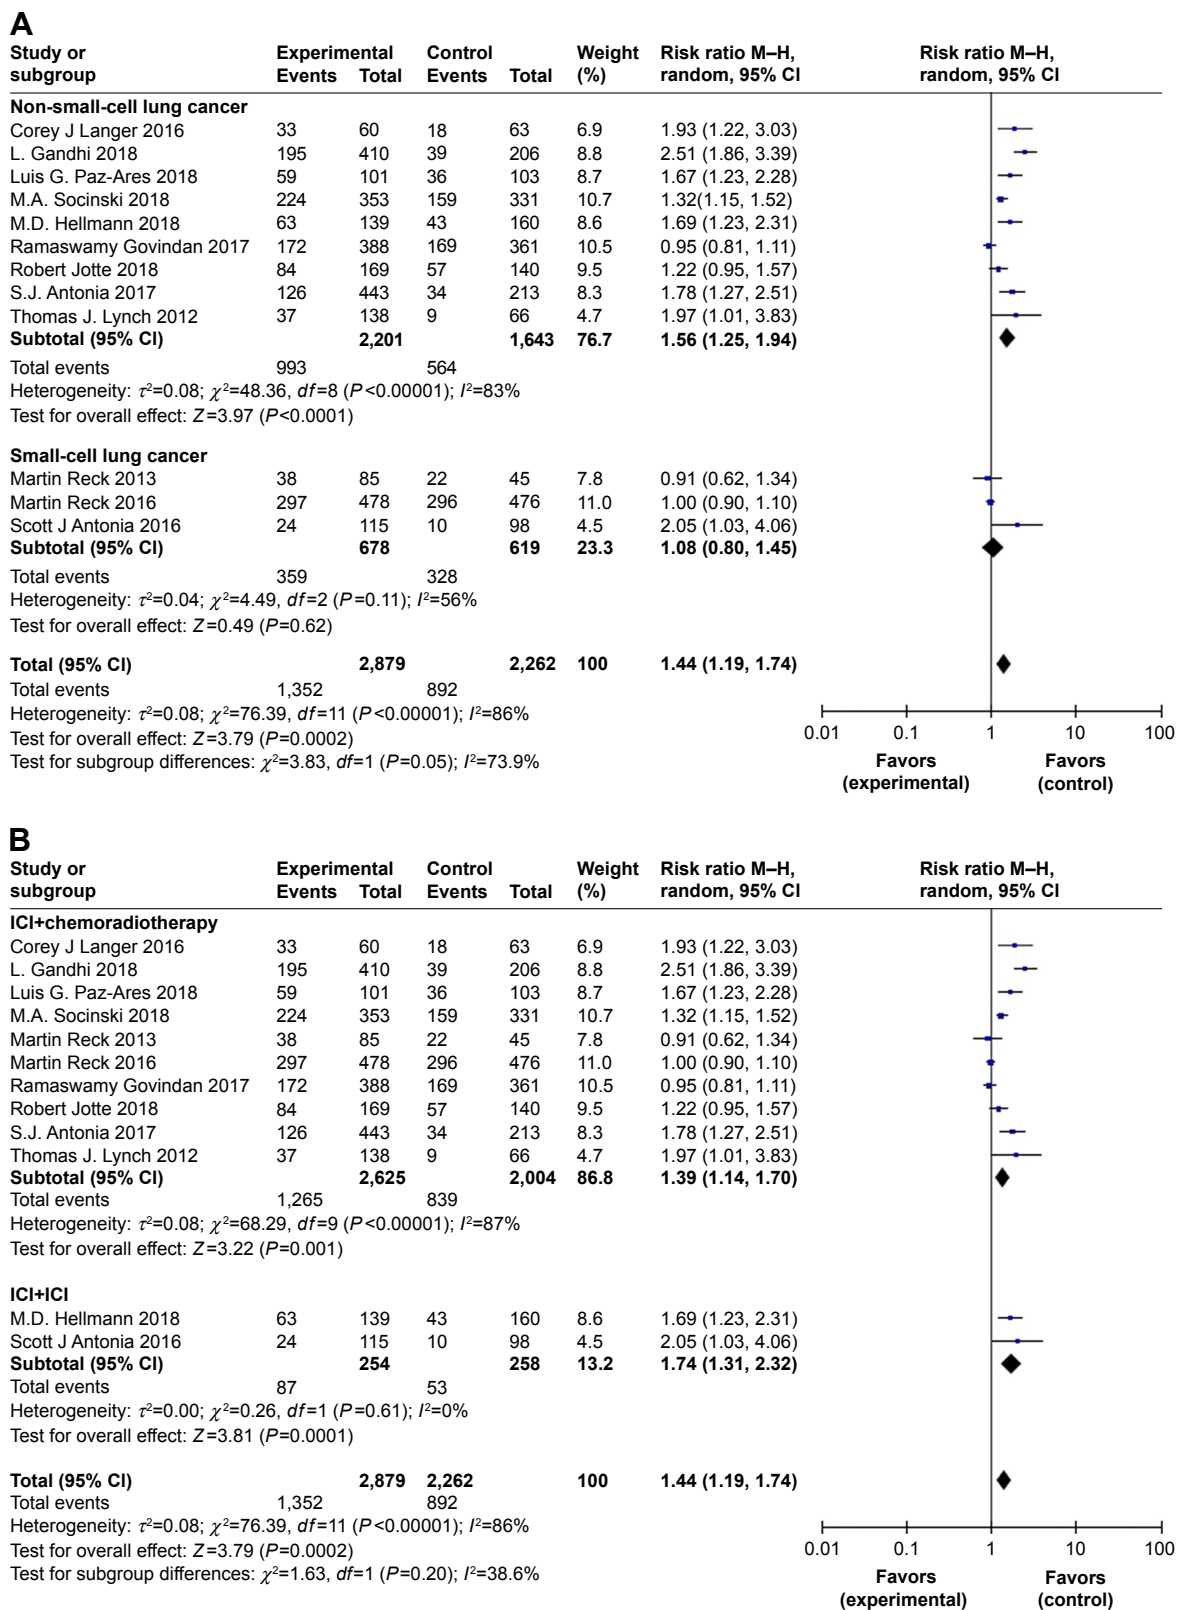 A
Study or subgroup Experimental Events Total Control Events Total Weight (%) Risk ratio M–H, random, 95% CI Risk ratio M–H, random, 95% CI
Non-small-cell lung cancer
Corey J Langer 2016 33 60 18 63 6.9 1.93 (1.22, 3.03)
L. Gandhi 2018 195 410 39 206 8.8 2.51 (1.86, 3.39)
Luis G. Paz-Ares 2018 59 101 36 103 8.7 1.67 (1.23, 2.28)
M.A. Socinski 2018 224 353 159 331 10.7 1.32(1.15, 1.52)
M.D. Hellmann 2018 63 139 43 160 8.6 1.69 (1.23, 2.31)
Ramaswamy Govindan 2017 172 388 169 361 10.5 0.95 (0.81, 1.11)
Robert Jotte 2018 84 169 57 140 9.5 1.22 (0.95, 1.57)
S.J. Antonia 2017 126 443 34 213 8.3 1.78 (1.27, 2.51)
Thomas J. Lynch 2012 37 138 9 66 4.7 1.97 (1.01, 3.83)
Subtotal (95% CI) 2,201 1,643 76.7 1.56 (1.25, 1.94)
Total events 993 564
Heterogeneity: τ²=0.08; χ²=48.36, df=8 (P<0.00001); I²=83%
Test for overall effect: Z=3.97 (P<0.0001)
Small-cell lung cancer
Martin Reck 2013 38 85 22 45 7.8 0.91 (0.62, 1.34)
Martin Reck 2016 297 478 296 476 11.0 1.00 (0.90, 1.10)
Scott J Antonia 2016 24 115 10 98 4.5 2.05 (1.03, 4.06)
Subtotal (95% CI) 678 619 23.3 1.08 (0.80, 1.45)
Total events 359 328
Heterogeneity: τ²=0.04; χ²=4.49, df=2 (P=0.11); I²=56%
Test for overall effect: Z=0.49 (P=0.62)
Total (95% CI) 2,879 2,262 100 1.44 (1.19, 1.74)
Total events 1,352 892
Heterogeneity: τ²=0.08; χ²=76.39, df=11 (P<0.00001); I²=86%
Test for overall effect: Z=3.79 (P=0.0002)
Test for subgroup differences: χ²=3.83, df=1 (P=0.05); I²=73.9%
0.01 0.1 1 10 100
Favors (experimental) Favors (control)
B
Study or subgroup Experimental Events Total Control Events Total Weight (%) Risk ratio M–H, random, 95% CI Risk ratio M–H, random, 95% CI
ICI+chemoradiotherapy
Corey J Langer 2016 33 60 18 63 6.9 1.93 (1.22, 3.03)
L. Gandhi 2018 195 410 39 206 8.8 2.51 (1.86, 3.39)
Luis G. Paz-Ares 2018 59 101 36 103 8.7 1.67 (1.23, 2.28)
M.A. Socinski 2018 224 353 159 331 10.7 1.32 (1.15, 1.52)
Martin Reck 2013 38 85 22 45 7.8 0.91 (0.62, 1.34)
Martin Reck 2016 297 478 296 476 11.0 1.00 (0.90, 1.10)
Ramaswamy Govindan 2017 172 388 169 361 10.5 0.95 (0.81, 1.11)
Robert Jotte 2018 84 169 57 140 9.5 1.22 (0.95, 1.57)
S.J. Antonia 2017 126 443 34 213 8.3 1.78 (1.27, 2.51)
Thomas J. Lynch 2012 37 138 9 66 4.7 1.97 (1.01, 3.83)
Subtotal (95% CI) 2,625 2,004 86.8 1.39 (1.14, 1.70)
Total events 1,265 839
Heterogeneity: τ²=0.08; χ²=68.29, df=9 (P<0.00001); I²=87%
Test for overall effect: Z=3.22 (P=0.001)
ICI+ICI
M.D. Hellmann 2018 63 139 43 160 8.6 1.69 (1.23, 2.31)
Scott J Antonia 2016 24 115 10 98 4.5 2.05 (1.03, 4.06)
Subtotal (95% CI) 254 258 13.2 1.74 (1.31, 2.32)
Total events 87 53
Heterogeneity: τ²=0.00; χ²=0.26, df=1 (P=0.61); I²=0%
Test for overall effect: Z=3.81 (P=0.0001)
Total (95% CI) 2,879 2,262 100 1.44 (1.19, 1.74)
Total events 1,352 892
Heterogeneity: τ²=0.08; χ²=76.39, df=11 (P<0.00001); I²=86%
Test for overall effect: Z=3.79 (P=0.0002)
Test for subgroup differences: χ²=1.63, df=1 (P=0.20); I²=38.6%
0.01 0.1 1 10 100
Favors (experimental) Favors (control)